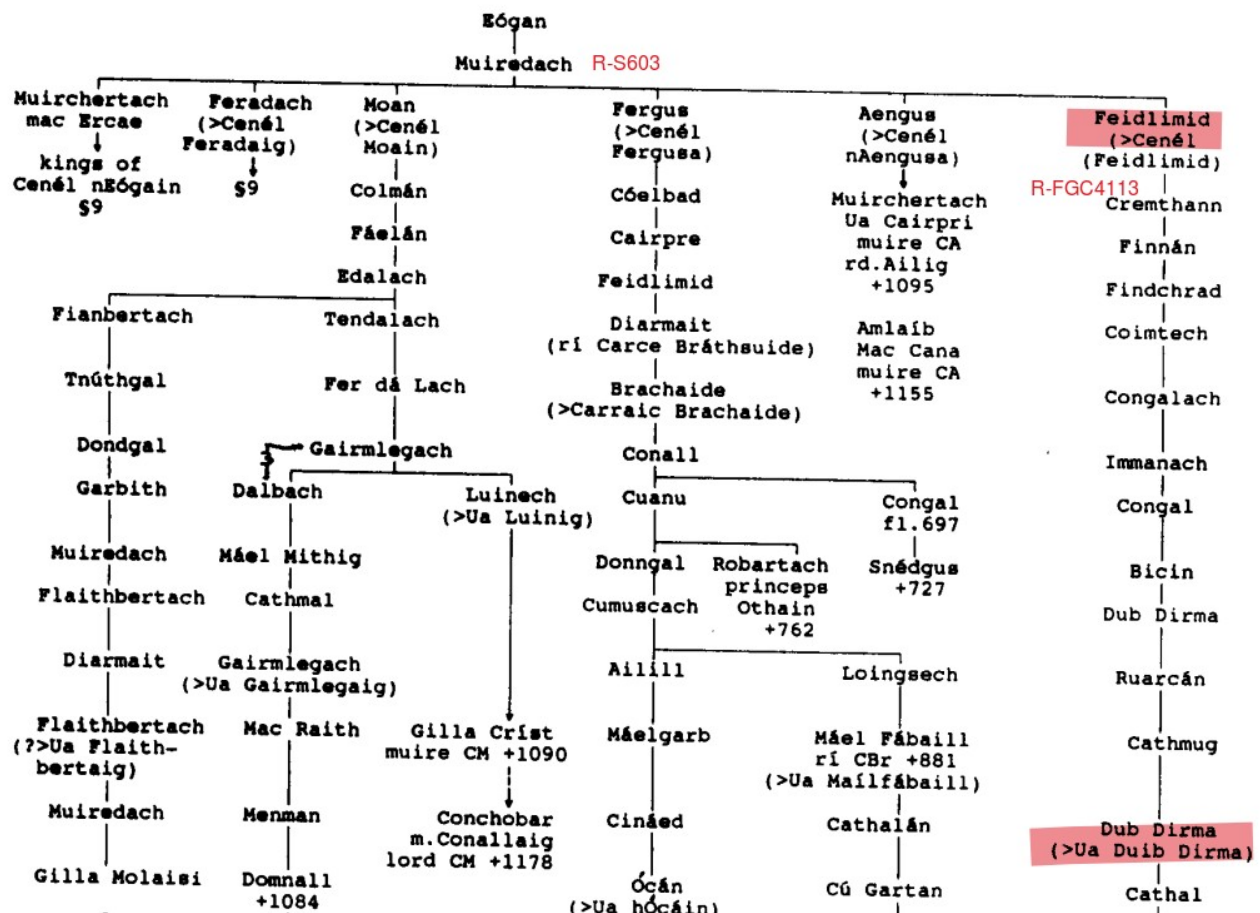 Eógan
Muiredach R-S603
Muirchertach
mac Ercae
kings of
Cenél nEógain
§9
Feradach
(>Cenél
Feradaig)
§9
Moan
(>Cenél
Moain)
Colmán
Fáelán
Edalach
Fianbertach
Tnúthgal
Dondgal
Garbith
Muiredach
Flaithbertach
Diarmait
Flaithbertach
(?>Ua Flaith-
bertaig)
Muiredach
Gilla Molaisi
Tendalach
Fer dá Lach
Gairmlegach
Dalbach
Máel Mithig
Cathmal
Gairmlegach
(>Ua Gairmlegaig)
Mac Raith
Menman
Domnall
+1084
Luinech
(>Ua Luinig)
Gilla Críst
muire CM +1090
Conchobar
m.Conallaig
lord CM +1178
Fergus
(>Cenél
Fergusa)
Cóelbad
Cairpre
Feidlimid
Diarmait
(rí Carce Bráthsuide)
Brachaide
(>Carraic Brachaide)
Conall
Cuanu
Donngal
Cumuscach
Ailill
Máelgarb
Cináed
Ócán
(>Ua hÓcáin)
Robartach
princeps
Othain
+762
Congal
fl.697
Snédgus
+727
Loingsech
Máel Fábaill
rí CBr +881
(>Ua Maílfábaill)
Cathalán
Cú Gartan
Aengus
(>Cenél
nAengusa)
Muirchertach
Ua Cairpri
muire CA
rd.Ailig
+1095
Amlaíb
Mac Cana
muire CA
+1155
Feidlimid
(>Cenél
(Feidlimid)
R-FGC4113
Cremthann
Finnán
Findchrad
Coimtech
Congalach
Immanach
Congal
Bicin
Dub Dirma
Ruarcán
Cathmug
Dub Dirma
(>Ua Duib Dirma)
Cathal